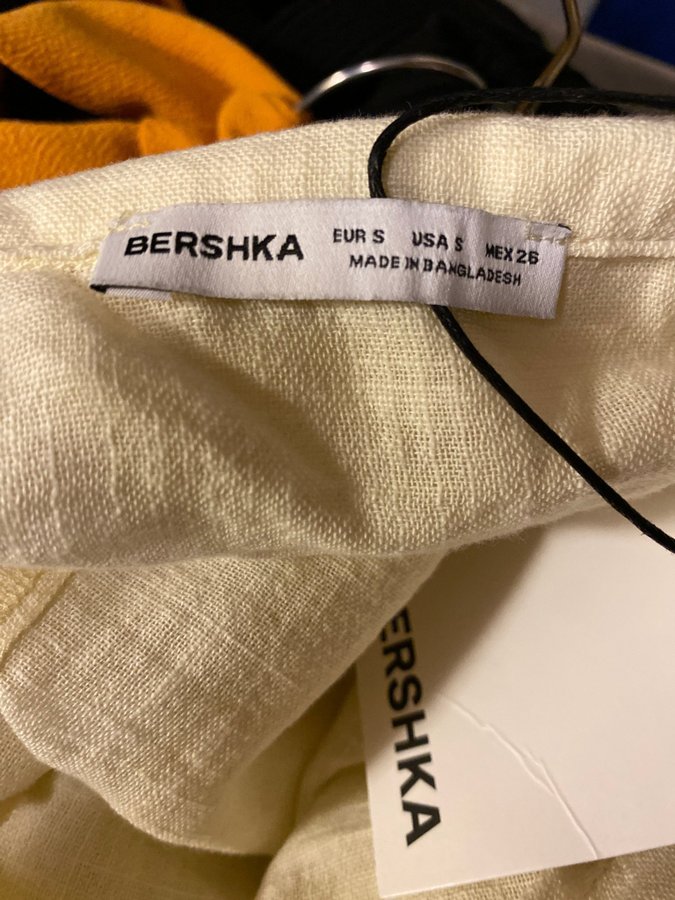 BERSHKA EUR S USA S MEX 26
MADE IN BANGLADESH
ERSHKA